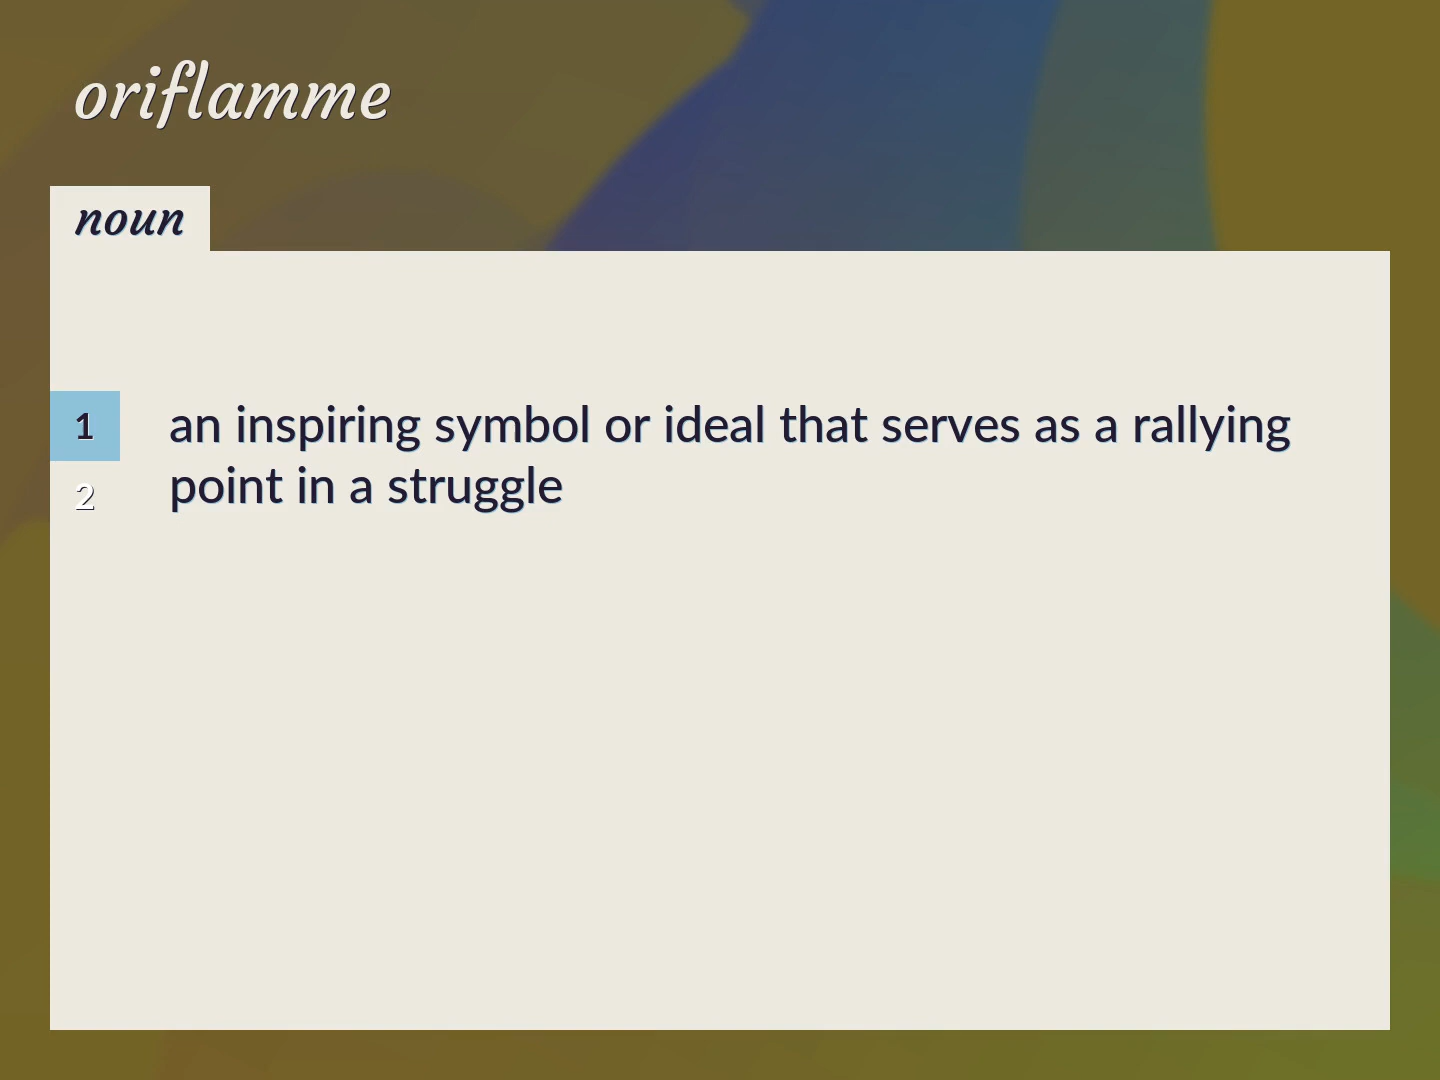 oriflamme
noun
1
an inspiring symbol or ideal that serves as a rallying
point in a struggle
2